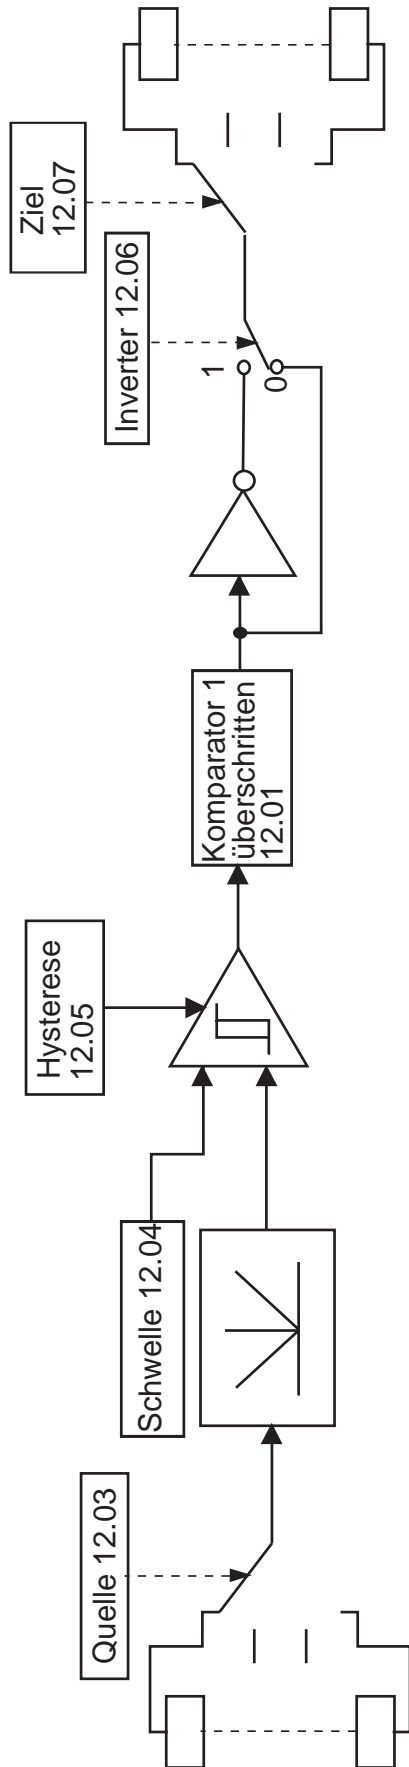 Quelle 12.03
Schwelle 12.04
Hysterese
12.05
Komparator 1
überschritten
12.01
1
0
Inverter 12.06
Ziel
12.07